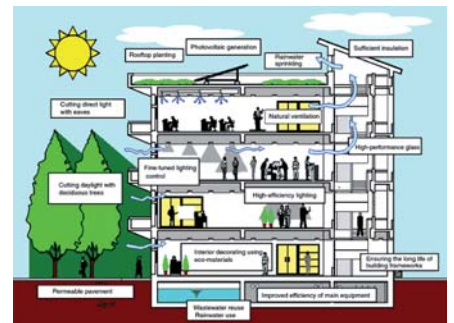 Photovoltaic generation
Sufficient insulation
Rooftop planting
Rainwater
sprinkling
Cutting direct light
with eaves
Natural ventilation
High-performance glass
Fine-tuned lighting
control
Cutting daylight with
deciduous trees
High-efficiency lighting
Interior decorating using
eco-materials
Ensuring the long life of
building frameworks
Permeable pavement
Improved efficiency of main equipment
Wastewater reuse
Rainwater use